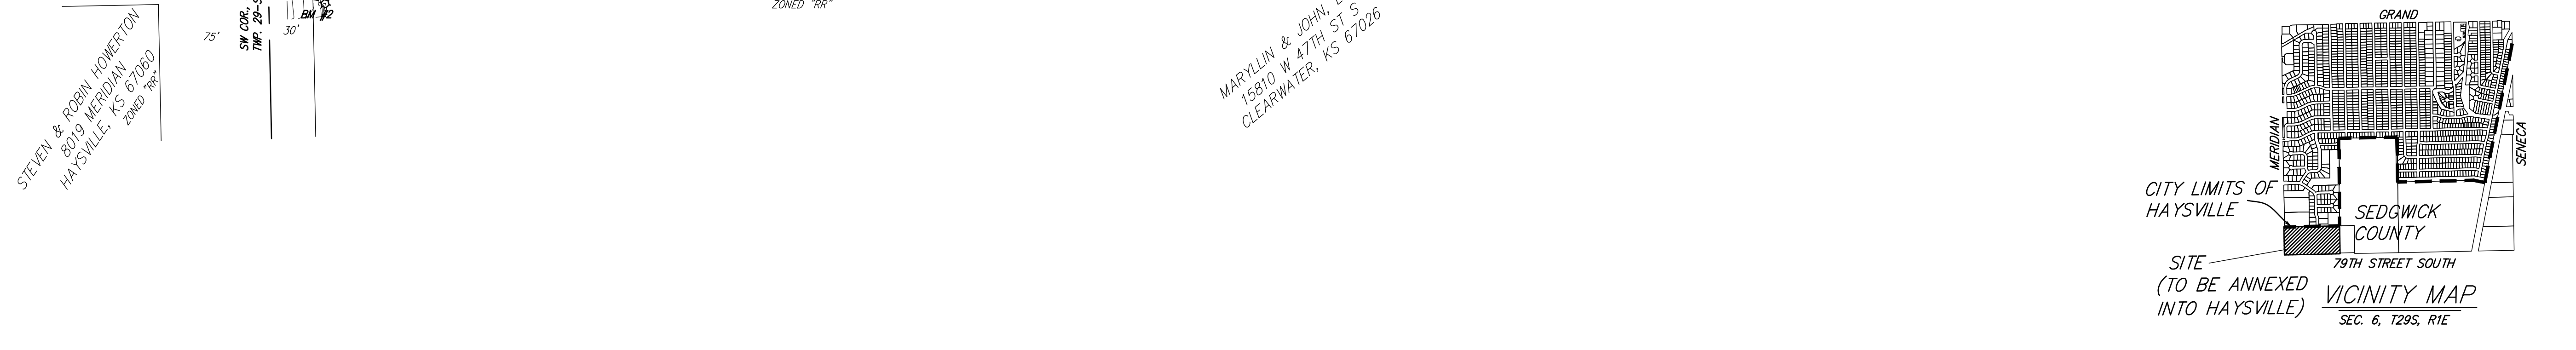 STEVEN & ROBIN HOWERTON
8019 MERIDIAN
HAYSVILLE, KS 67060
ZONED "RR"
75'
SW COR.,
TWP. 29-S
30'
BM #2
ZONED "RR"
MARYLLIN & JOHN,
15810 W 47TH ST S
CLEARWATER, KS 67026
GRAND
MERIDIAN
SENECA
CITY LIMITS OF
HAYSVILLE
SEDGWICK
COUNTY
SITE
(TO BE ANNEXED
INTO HAYSVILLE)
79TH STREET SOUTH
VICINITY MAP
SEC. 6, T29S, R1E